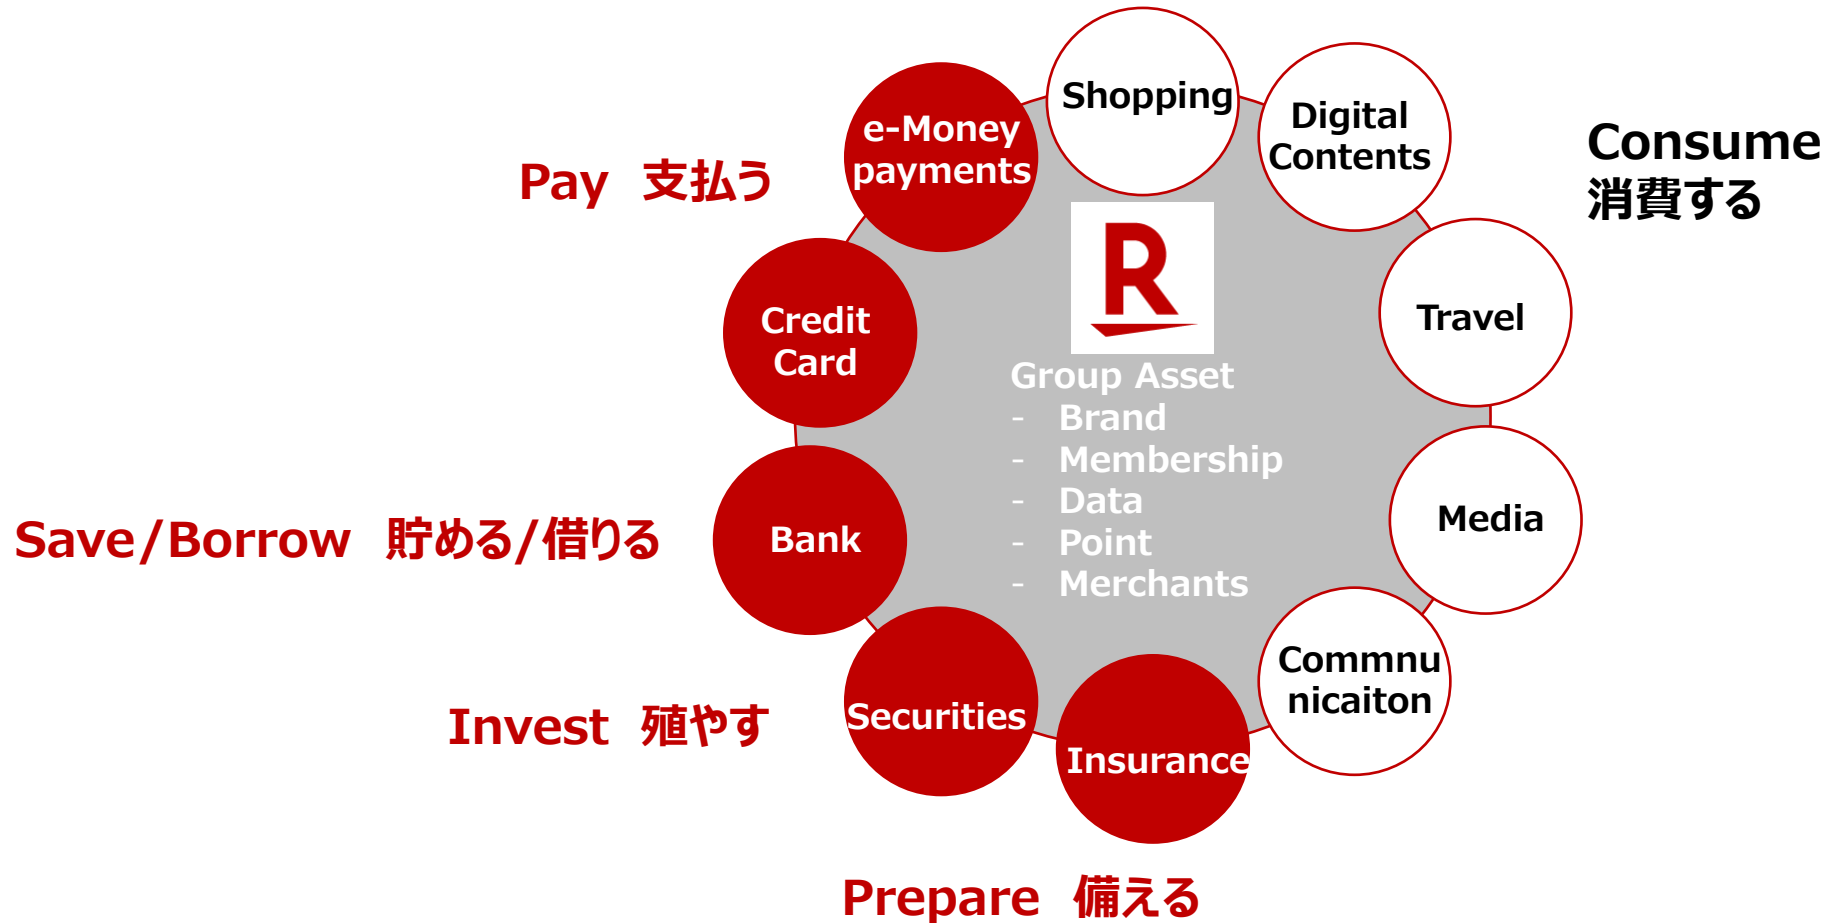 Shopping
Digital
Contents
e-Money
payments
Consume
消費する
Pay 支払う
R
Travel
Credit
Card
Group Asset
- Brand
- Membership
- Data
- Point
- Merchants
Media
Bank
Save/Borrow 貯める/借りる
Commnu
nicaiton
Securities
Invest 殖やす
Insurance
Prepare 備える